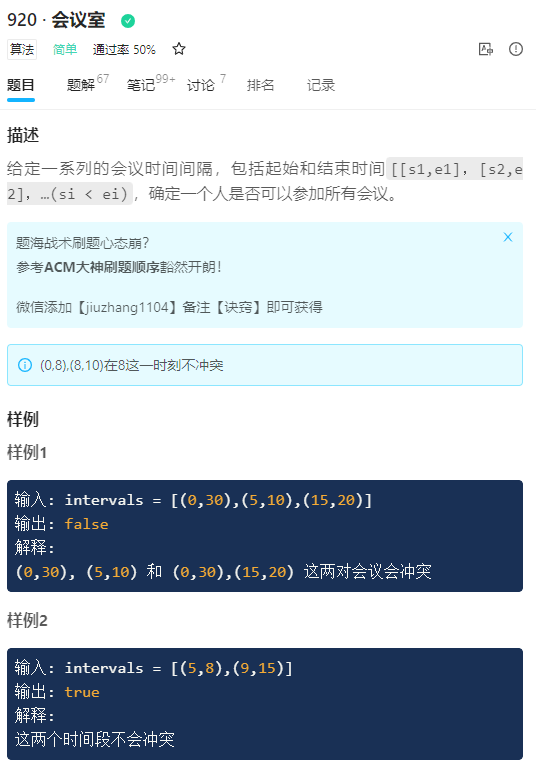 920 · 会议室
算法 简单 通过率 50%
题目 题解 67 笔记 99+ 讨论 7 排名 记录
描述
给定一系列的会议时间间隔，包括起始和结束时间[[s1,e1], [s2,e
2], …(si < ei)，确定一个人是否可以参加所有会议。
题海战术刷题心态崩?
参考ACM大神刷题顺序豁然开朗!
微信添加【jiuzhang1104】备注【诀窍】即可获得
(0,8),(8,10)在8这一时刻不冲突
样例
样例1
输入: intervals = [(0,30),(5,10),(15,20)]
输出: false
解释:
(0,30), (5,10) 和 (0,30),(15,20) 这两对会议会冲突
样例2
输入: intervals = [(5,8),(9,15)]
输出: true
解释:
这两个时间段不会冲突